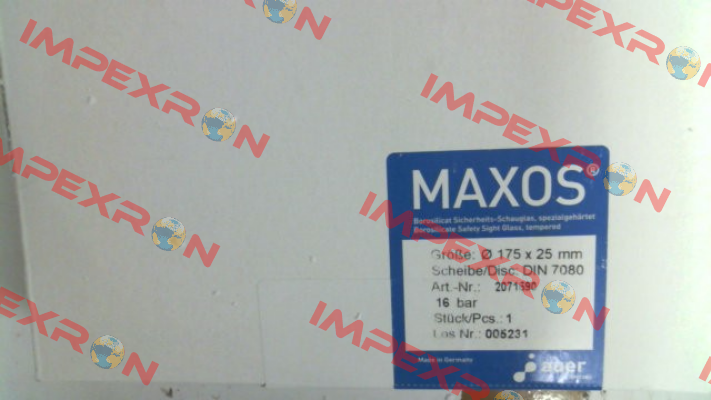 IMPEXRON
IMPEXRON
IMPEXRON
IMPEXRON
IMPEXRON
IMPEXRON
IMPEXRON
IMPEXRON
MAXOS®
Borosilicat Sicherheits-Schauglas, spezialgehärtet
Borosilicate Safety Sight Glass, tempered
Größe: Ø 175 x 25 mm
Scheibe/Disc: DIN 7080
Art.-Nr.: 2071590
16 bar
Stück/Pcs.: 1
Los Nr.: 005231
Made in Germany
auer